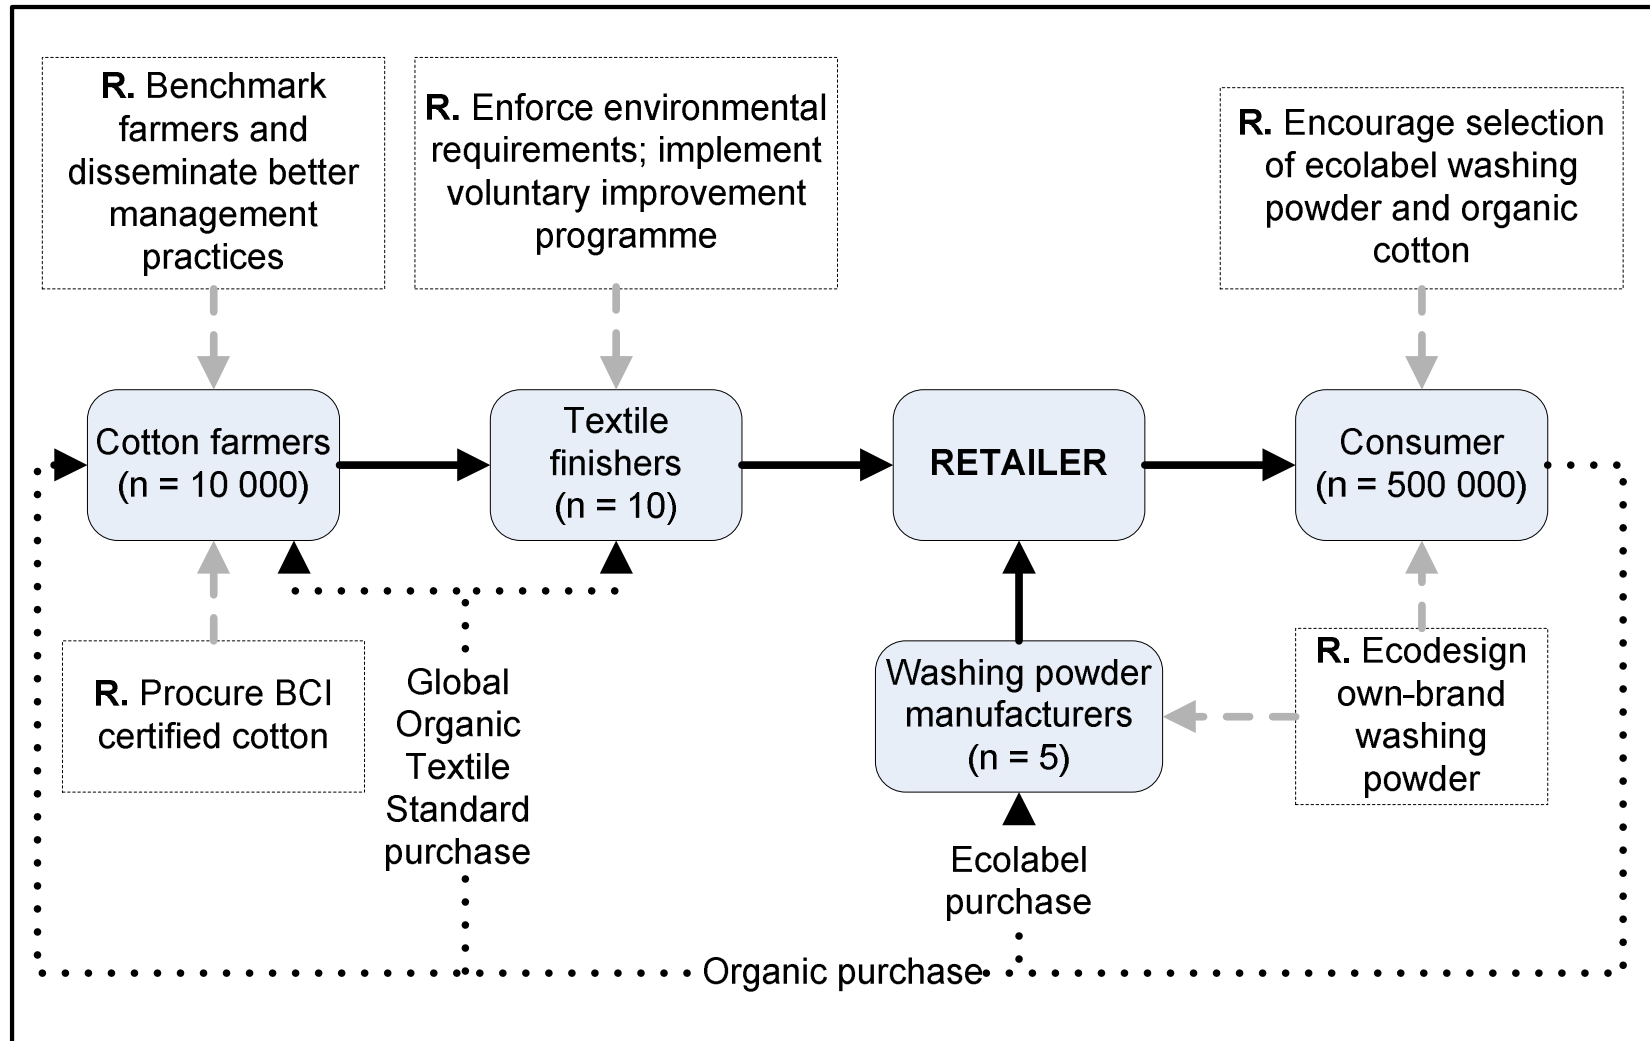 R. Benchmark
farmers and
disseminate better
management
practices
R. Enforce environmental
requirements; implement
voluntary improvement
programme
R. Encourage selection
of ecolabel washing
powder and organic
cotton
Cotton farmers
(n = 10 000)
Textile
finishers
(n = 10)
RETAILER
Consumer
(n = 500 000)
R. Procure BCI
certified cotton
Global
Organic
Textile
Standard
purchase
Washing powder
manufacturers
(n = 5)
R. Ecodesign
own-brand
washing
powder
Ecolabel
purchase
Organic purchase